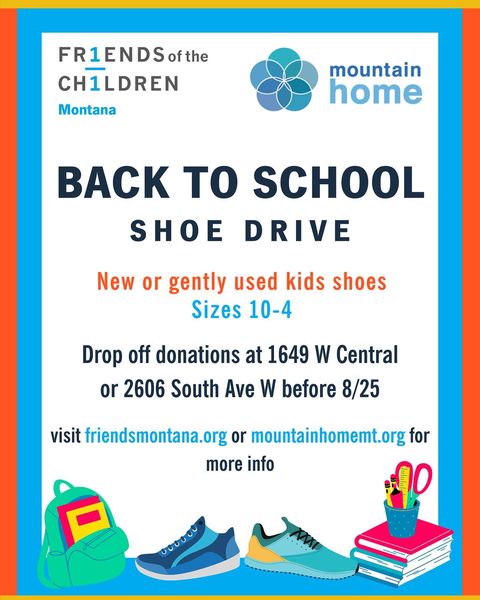 FR1ENDS of the
CH1LDREN
Montana
mountain
home
BACK TO SCHOOL
SHOE DRIVE
New or gently used kids shoes
Sizes 10-4
Drop off donations at 1649 W Central
or 2606 South Ave W before 8/25
visit friendsmontana.org or mountainhomemt.org for
more info